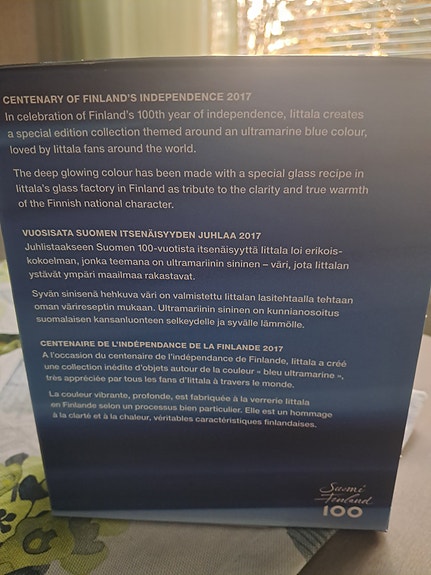 CENTENARY OF FINLAND'S INDEPENDENCE 2017
In celebration of Finland's 100th year of independence, Iittala creates
a special edition collection themed around an ultramarine blue colour,
loved by Iittala fans around the world.
The deep glowing colour has been made with a special glass recipe in
Iittala's glass factory in Finland as tribute to the clarity and true warmth
of the Finnish national character.
VUOSISATA SUOMEN ITSENÄISYYDEN JUHLAA 2017
Juhlistaakseen Suomen 100-vuotista itsenäisyyttä Iittala loi erikois-
kokoelman, jonka teemana on ultramariinin sininen – väri, jota Iittalan
ystävät ympäri maailmaa rakastavat.
Syvän sinisenä hehkuva väri on valmistettu Iittalan lasitehtaalla tehtaan
oman värireseptin mukaan. Ultramariinin sininen on kunnianosoitus
suomalaisen kansanluonteen selkeydelle ja syvälle lämmölle.
CENTENAIRE DE L'INDÉPENDANCE DE LA FINLANDE 2017
A l'occasion du centenaire de l'indépendance de Finlande, Iittala a créé
une collection inédite d'objets autour de la couleur « bleu ultramarine »,
très appréciée par tous les fans d'Iittala à travers le monde.
La couleur vibrante, profonde, est fabriquée à la verrerie Iittala
en Finlande selon un processus bien particulier. Elle est un hommage
à la clarté et à la chaleur, véritables caractéristiques finlandaises.
Suomi
Finland
100